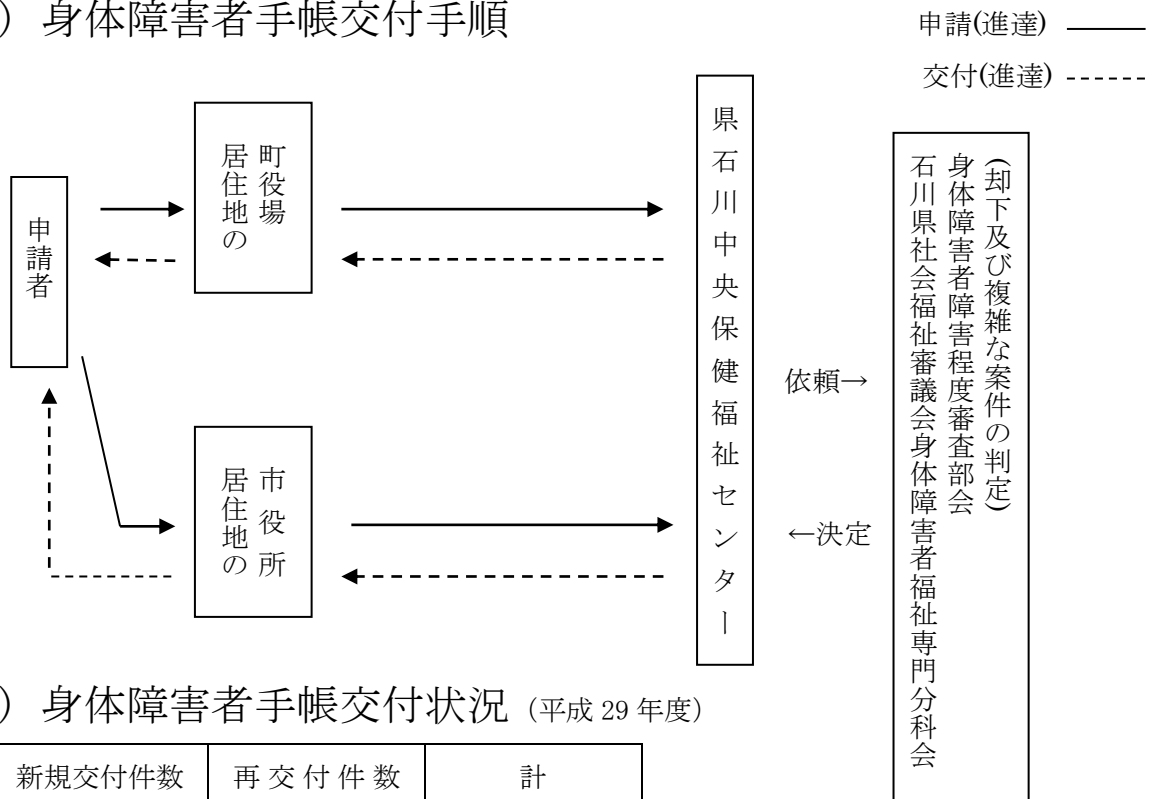 ) 身体障害者手帳交付手順
申請(進達)
交付(進達)
申請者
居住地の
町役場
居住地の
市役所
県石川中央保健福祉センター
依頼→
←決定
石川県社会福祉審議会身体障害者福祉専門分科会
身体障害者障害程度審査部会
(却下及び複雑な案件の判定)
) 身体障害者手帳交付状況 (平成 29 年度)
新規交付件数 再交付件数 計